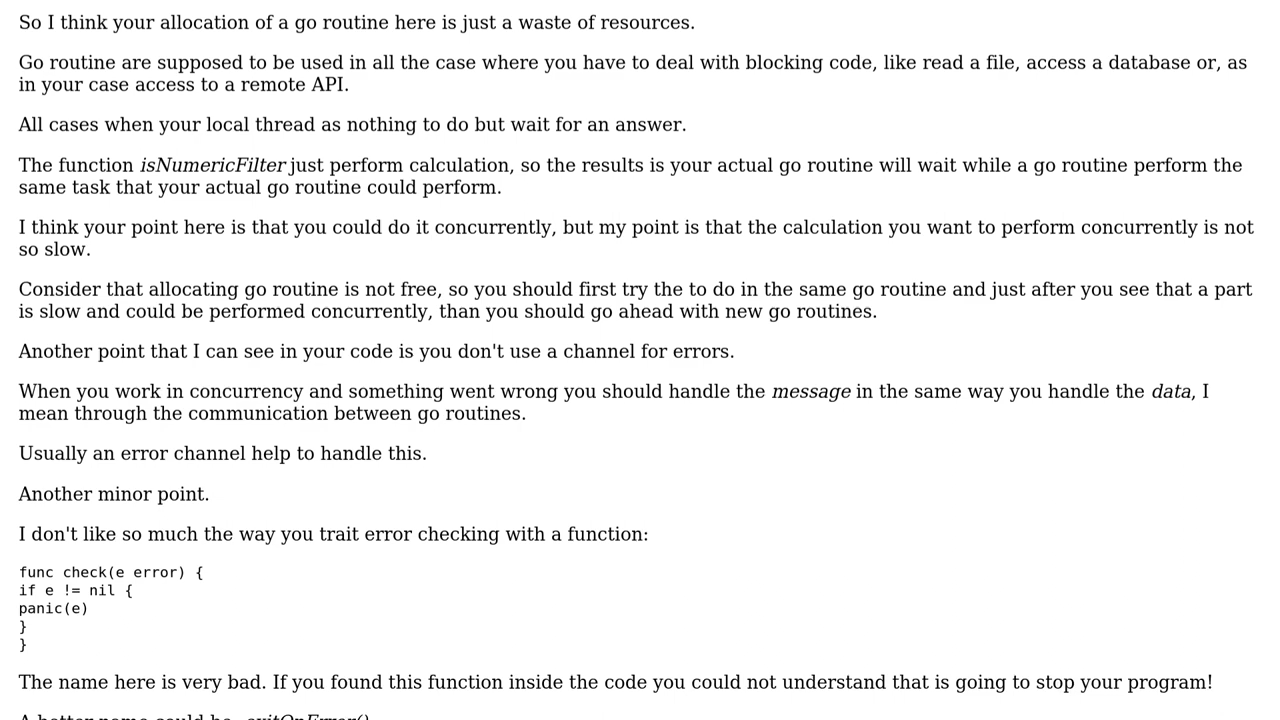 So I think your allocation of a go routine here is just a waste of resources.
Go routine are supposed to be used in all the case where you have to deal with blocking code, like read a file, access a database or, as
in your case access to a remote API.
All cases when your local thread as nothing to do but wait for an answer.
The function isNumericFilter just perform calculation, so the results is your actual go routine will wait while a go routine perform the
same task that your actual go routine could perform.
I think your point here is that you could do it concurrently, but my point is that the calculation you want to perform concurrently is not
so slow.
Consider that allocating go routine is not free, so you should first try the to do in the same go routine and just after you see that a part
is slow and could be performed concurrently, than you should go ahead with new go routines.
Another point that I can see in your code is you don't use a channel for errors.
When you work in concurrency and something went wrong you should handle the message in the same way you handle the data, I
mean through the communication between go routines.
Usually an error channel help to handle this.
Another minor point.
I don't like so much the way you trait error checking with a function:
func check(e error) {
if e != nil {
panic(e)
}
}
The name here is very bad. If you found this function inside the code you could not understand that is going to stop your program!
A better name could be exitOnError()